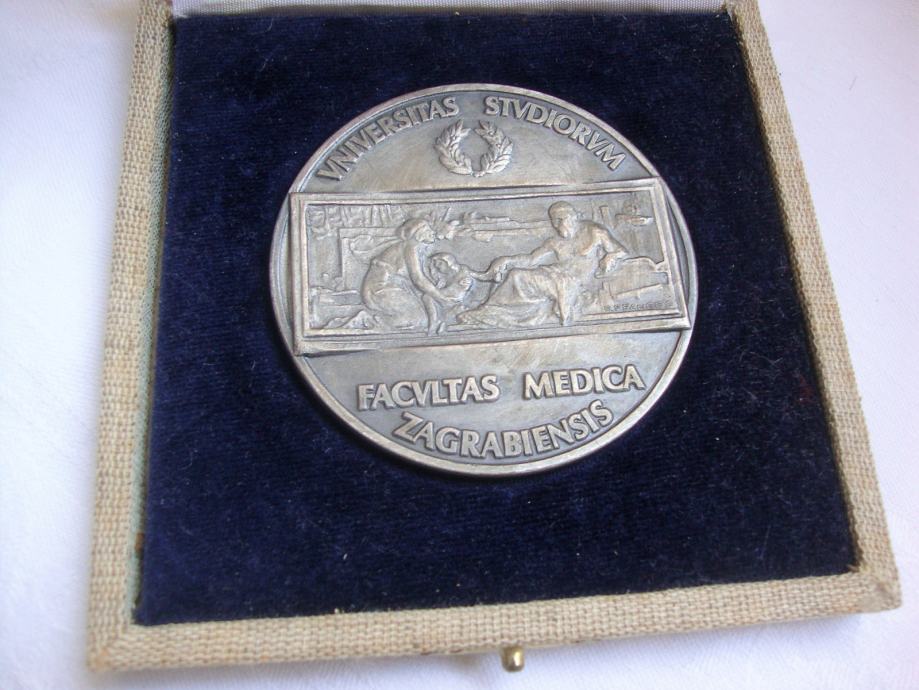 VNIVERSITAS STVDIORVM
FACVLTAS MEDICA
ZAGRABIENSIS